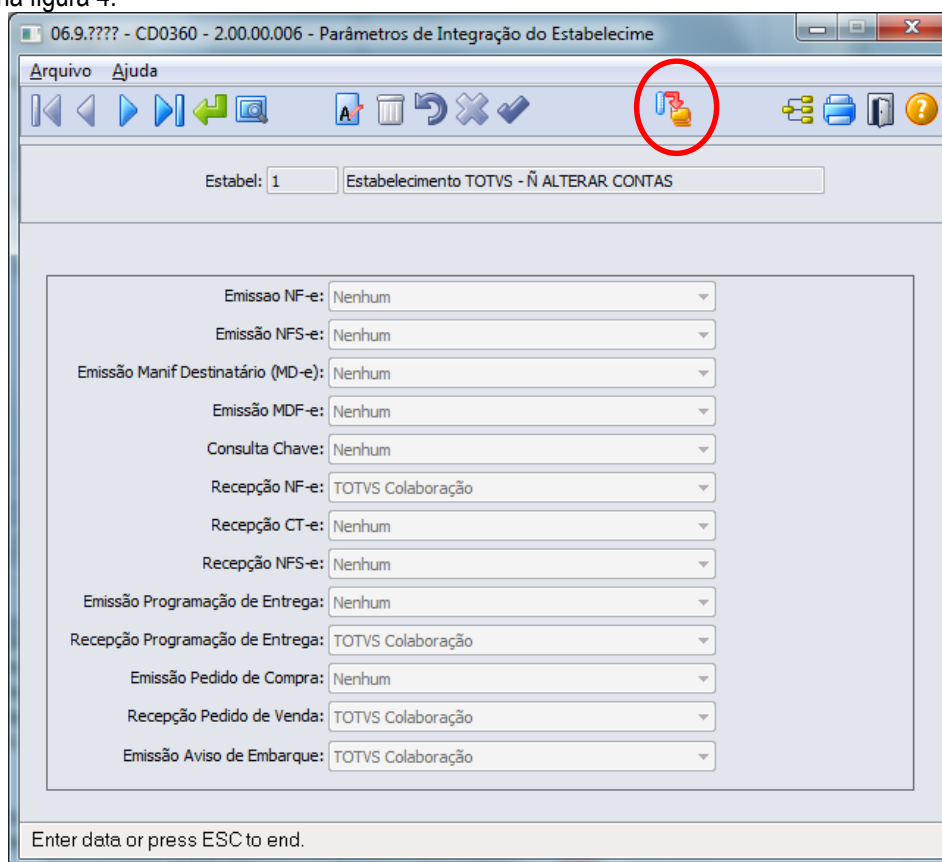 na figura 4.
06.9.???? - CD0360 - 2.00.00.006 - Parâmetros de Integração do Estabelecime
Arquivo Ajuda
Estabel: 1 Estabelecimento TOTVS - Ñ ALTERAR CONTAS
Emissao NF-e: Nenhum
Emissão NFS-e: Nenhum
Emissão Manif Destinatário (MD-e): Nenhum
Emissão MDF-e: Nenhum
Consulta Chave: Nenhum
Recepção NF-e: TOTVS Colaboração
Recepção CT-e: Nenhum
Recepção NFS-e: Nenhum
Emissão Programação de Entrega: Nenhum
Recepção Programação de Entrega: TOTVS Colaboração
Emissão Pedido de Compra: Nenhum
Recepção Pedido de Venda: TOTVS Colaboração
Emissão Aviso de Embarque: TOTVS Colaboração
Enter data or press ESC to end.